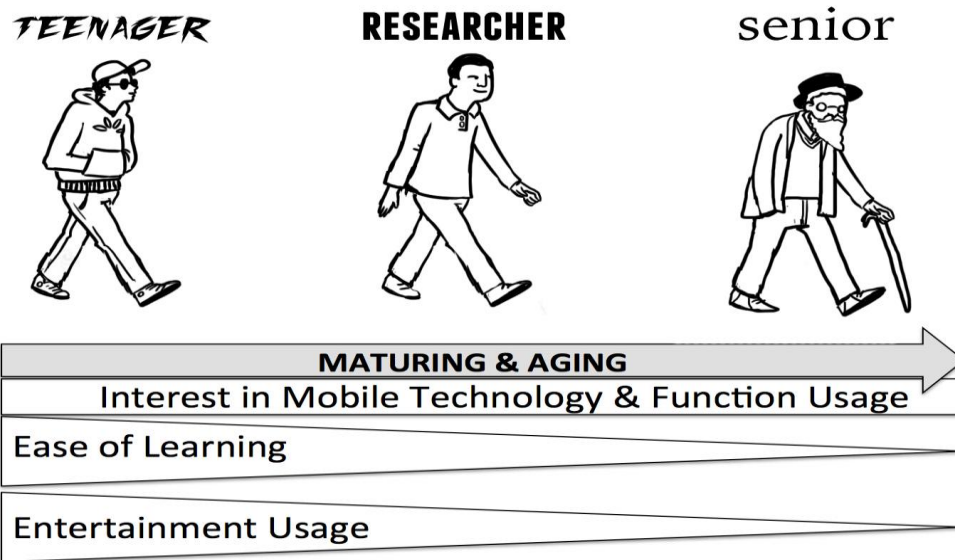 TEENAGER RESEARCHER senior
MATURING & AGING
Interest in Mobile Technology & Function Usage
Ease of Learning
Entertainment Usage